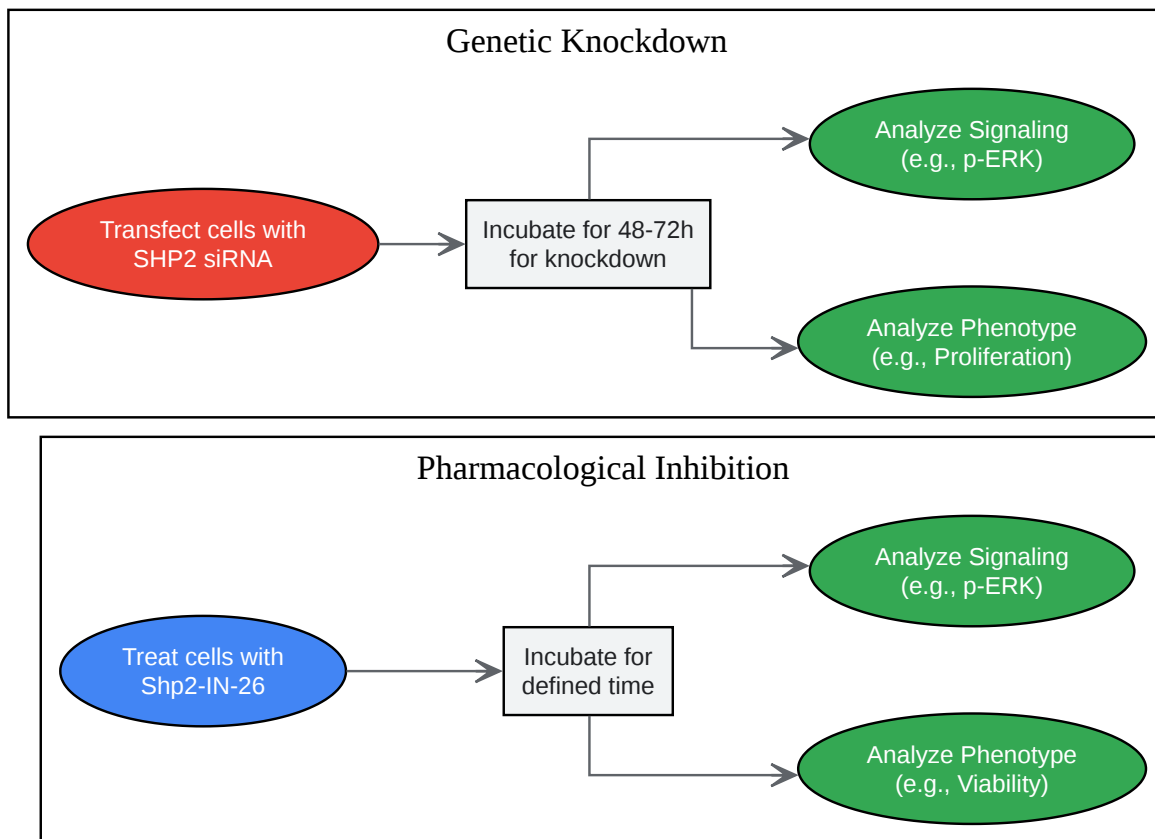 Genetic Knockdown
Analyze Signaling
(e.g., p-ERK)
Transfect cells with
SHP2 siRNA
Incubate for 48-72h
for knockdown
Analyze Phenotype
(e.g., Proliferation)
Pharmacological Inhibition
Analyze Signaling
(e.g., p-ERK)
Treat cells with
Shp2-IN-26
Incubate for
defined time
Analyze Phenotype
(e.g., Viability)